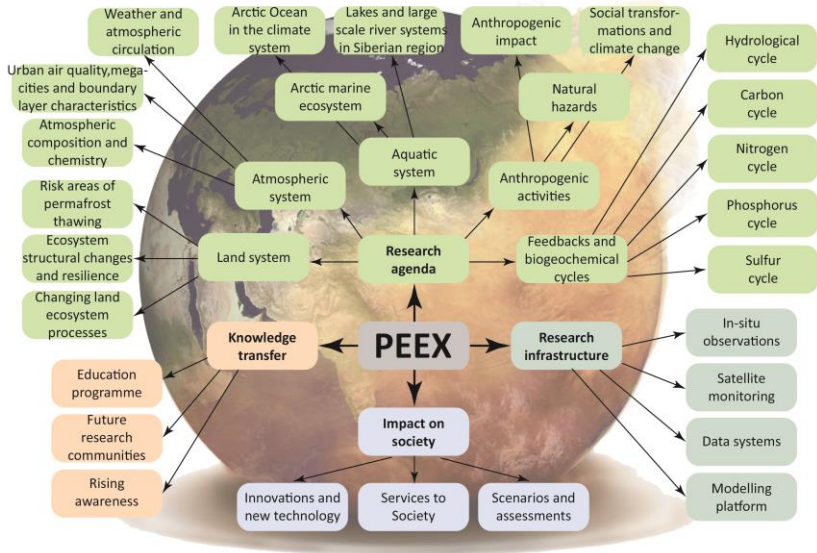 Weather and
atmospheric
circulation
Arctic Ocean
in the climate
system
Lakes and large
scale river systems
in Siberian region
Anthropogenic
impact
Social transfor-
mations and
climate change
Hydrological
cycle
Urban air quality,mega-
cities and boundary
layer characteristics
Arctic marine
ecosystem
Natural
hazards
Carbon
cycle
Atmospheric
composition and
chemistry
Atmospheric
system
Aquatic
system
Anthropogenic
activities
Nitrogen
cycle
Risk areas of
permafrost
thawing
Phosphorus
cycle
Ecosystem
structural changes
and resilience
Land system
Research
agenda
Feedbacks and
biogeochemical
cycles
Sulfur
cycle
Changing land
ecosystem
processes
Knowledge
transfer
PEEX
Research
infrastructure
In-situ
observations
Education
programme
Satellite
monitoring
Future
research
communities
Impact on
society
Data systems
Rising
awareness
Innovations and
new technology
Services to
Society
Scenarios and
assessments
Modelling
platform